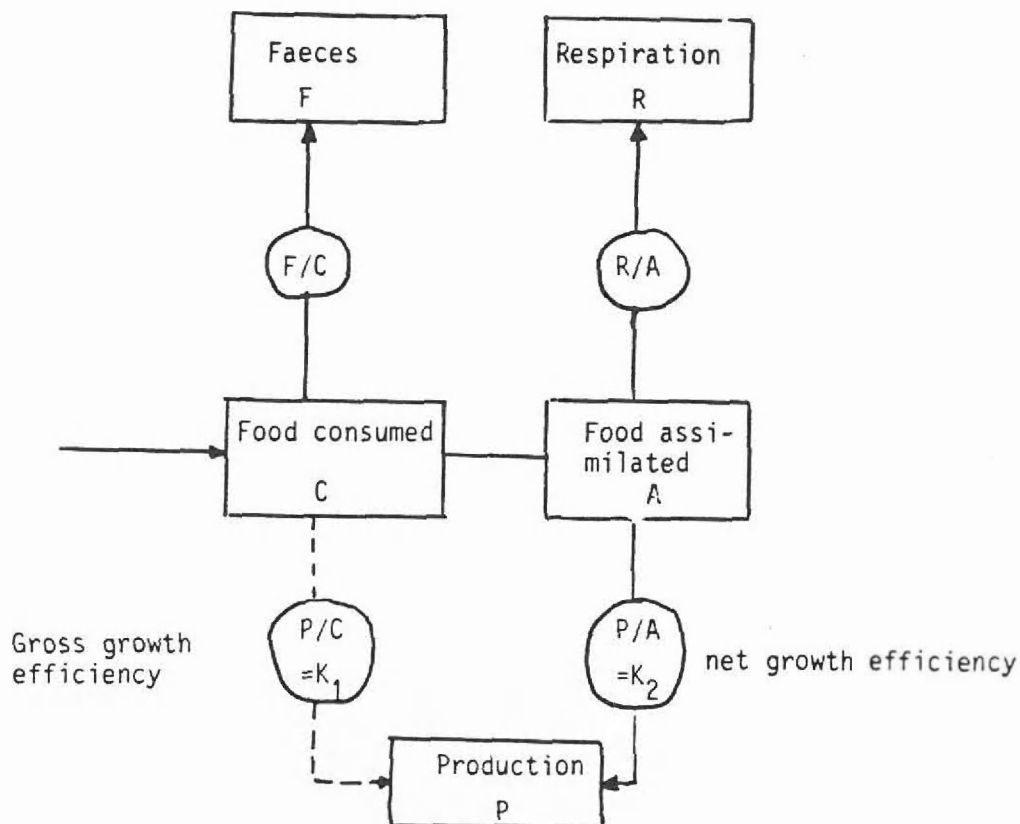 Faeces
F
Respiration
R
F/C
R/A
Food consumed
C
Food assi-
milated
A
Gross growth
efficiency
P/C
=K₁
P/A
=K₂
net growth efficiency
Production
P